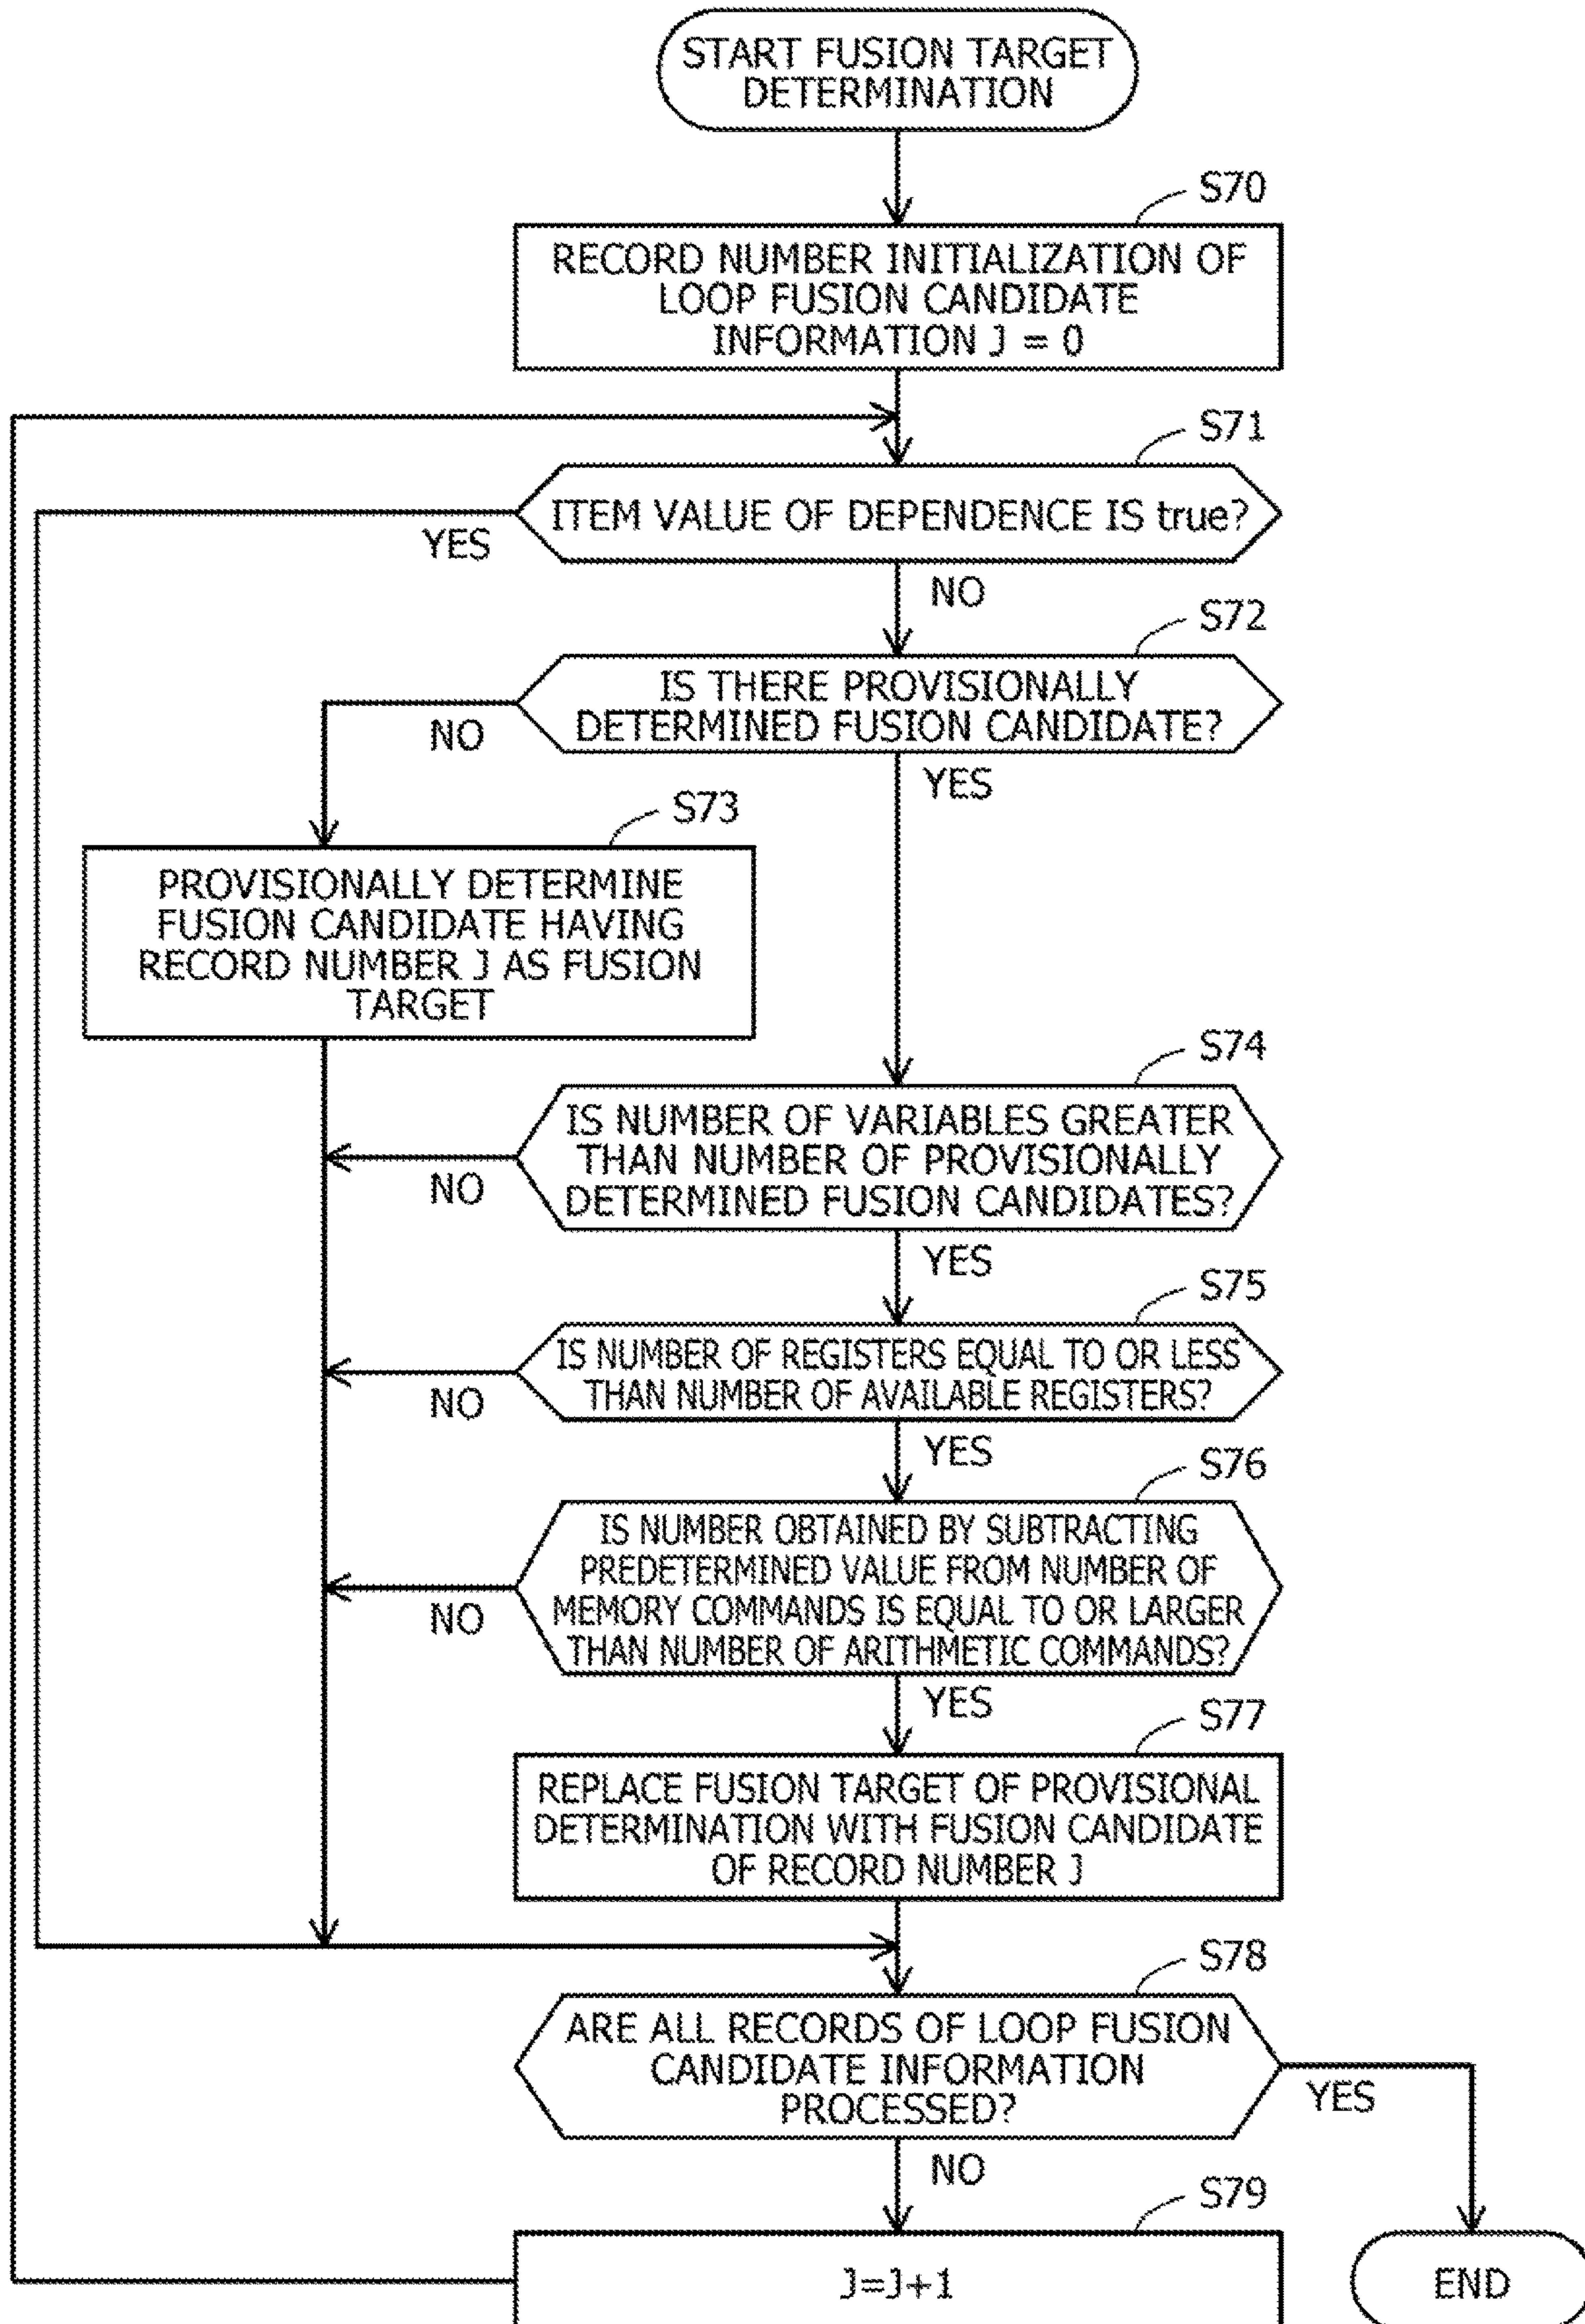 START FUSION TARGET
DETERMINATION
S70
RECORD NUMBER INITIALIZATION OF
LOOP FUSION CANDIDATE
INFORMATION J = 0
S71
ITEM VALUE OF DEPENDENCE IS true?
YES
NO
S72
IS THERE PROVISIONALLY
DETERMINED FUSION CANDIDATE?
NO
YES
S73
PROVISIONALLY DETERMINE
FUSION CANDIDATE HAVING
RECORD NUMBER J AS FUSION
TARGET
S74
IS NUMBER OF VARIABLES GREATER
THAN NUMBER OF PROVISIONALLY
DETERMINED FUSION CANDIDATES?
NO
YES
S75
IS NUMBER OF REGISTERS EQUAL TO OR LESS
THAN NUMBER OF AVAILABLE REGISTERS?
NO
YES
S76
IS NUMBER OBTAINED BY SUBTRACTING
PREDETERMINED VALUE FROM NUMBER OF
MEMORY COMMANDS IS EQUAL TO OR LARGER
THAN NUMBER OF ARITHMETIC COMMANDS?
NO
YES
S77
REPLACE FUSION TARGET OF PROVISIONAL
DETERMINATION WITH FUSION CANDIDATE
OF RECORD NUMBER J
S78
ARE ALL RECORDS OF LOOP FUSION
CANDIDATE INFORMATION
PROCESSED?
YES
NO
S79
J=J+1
END